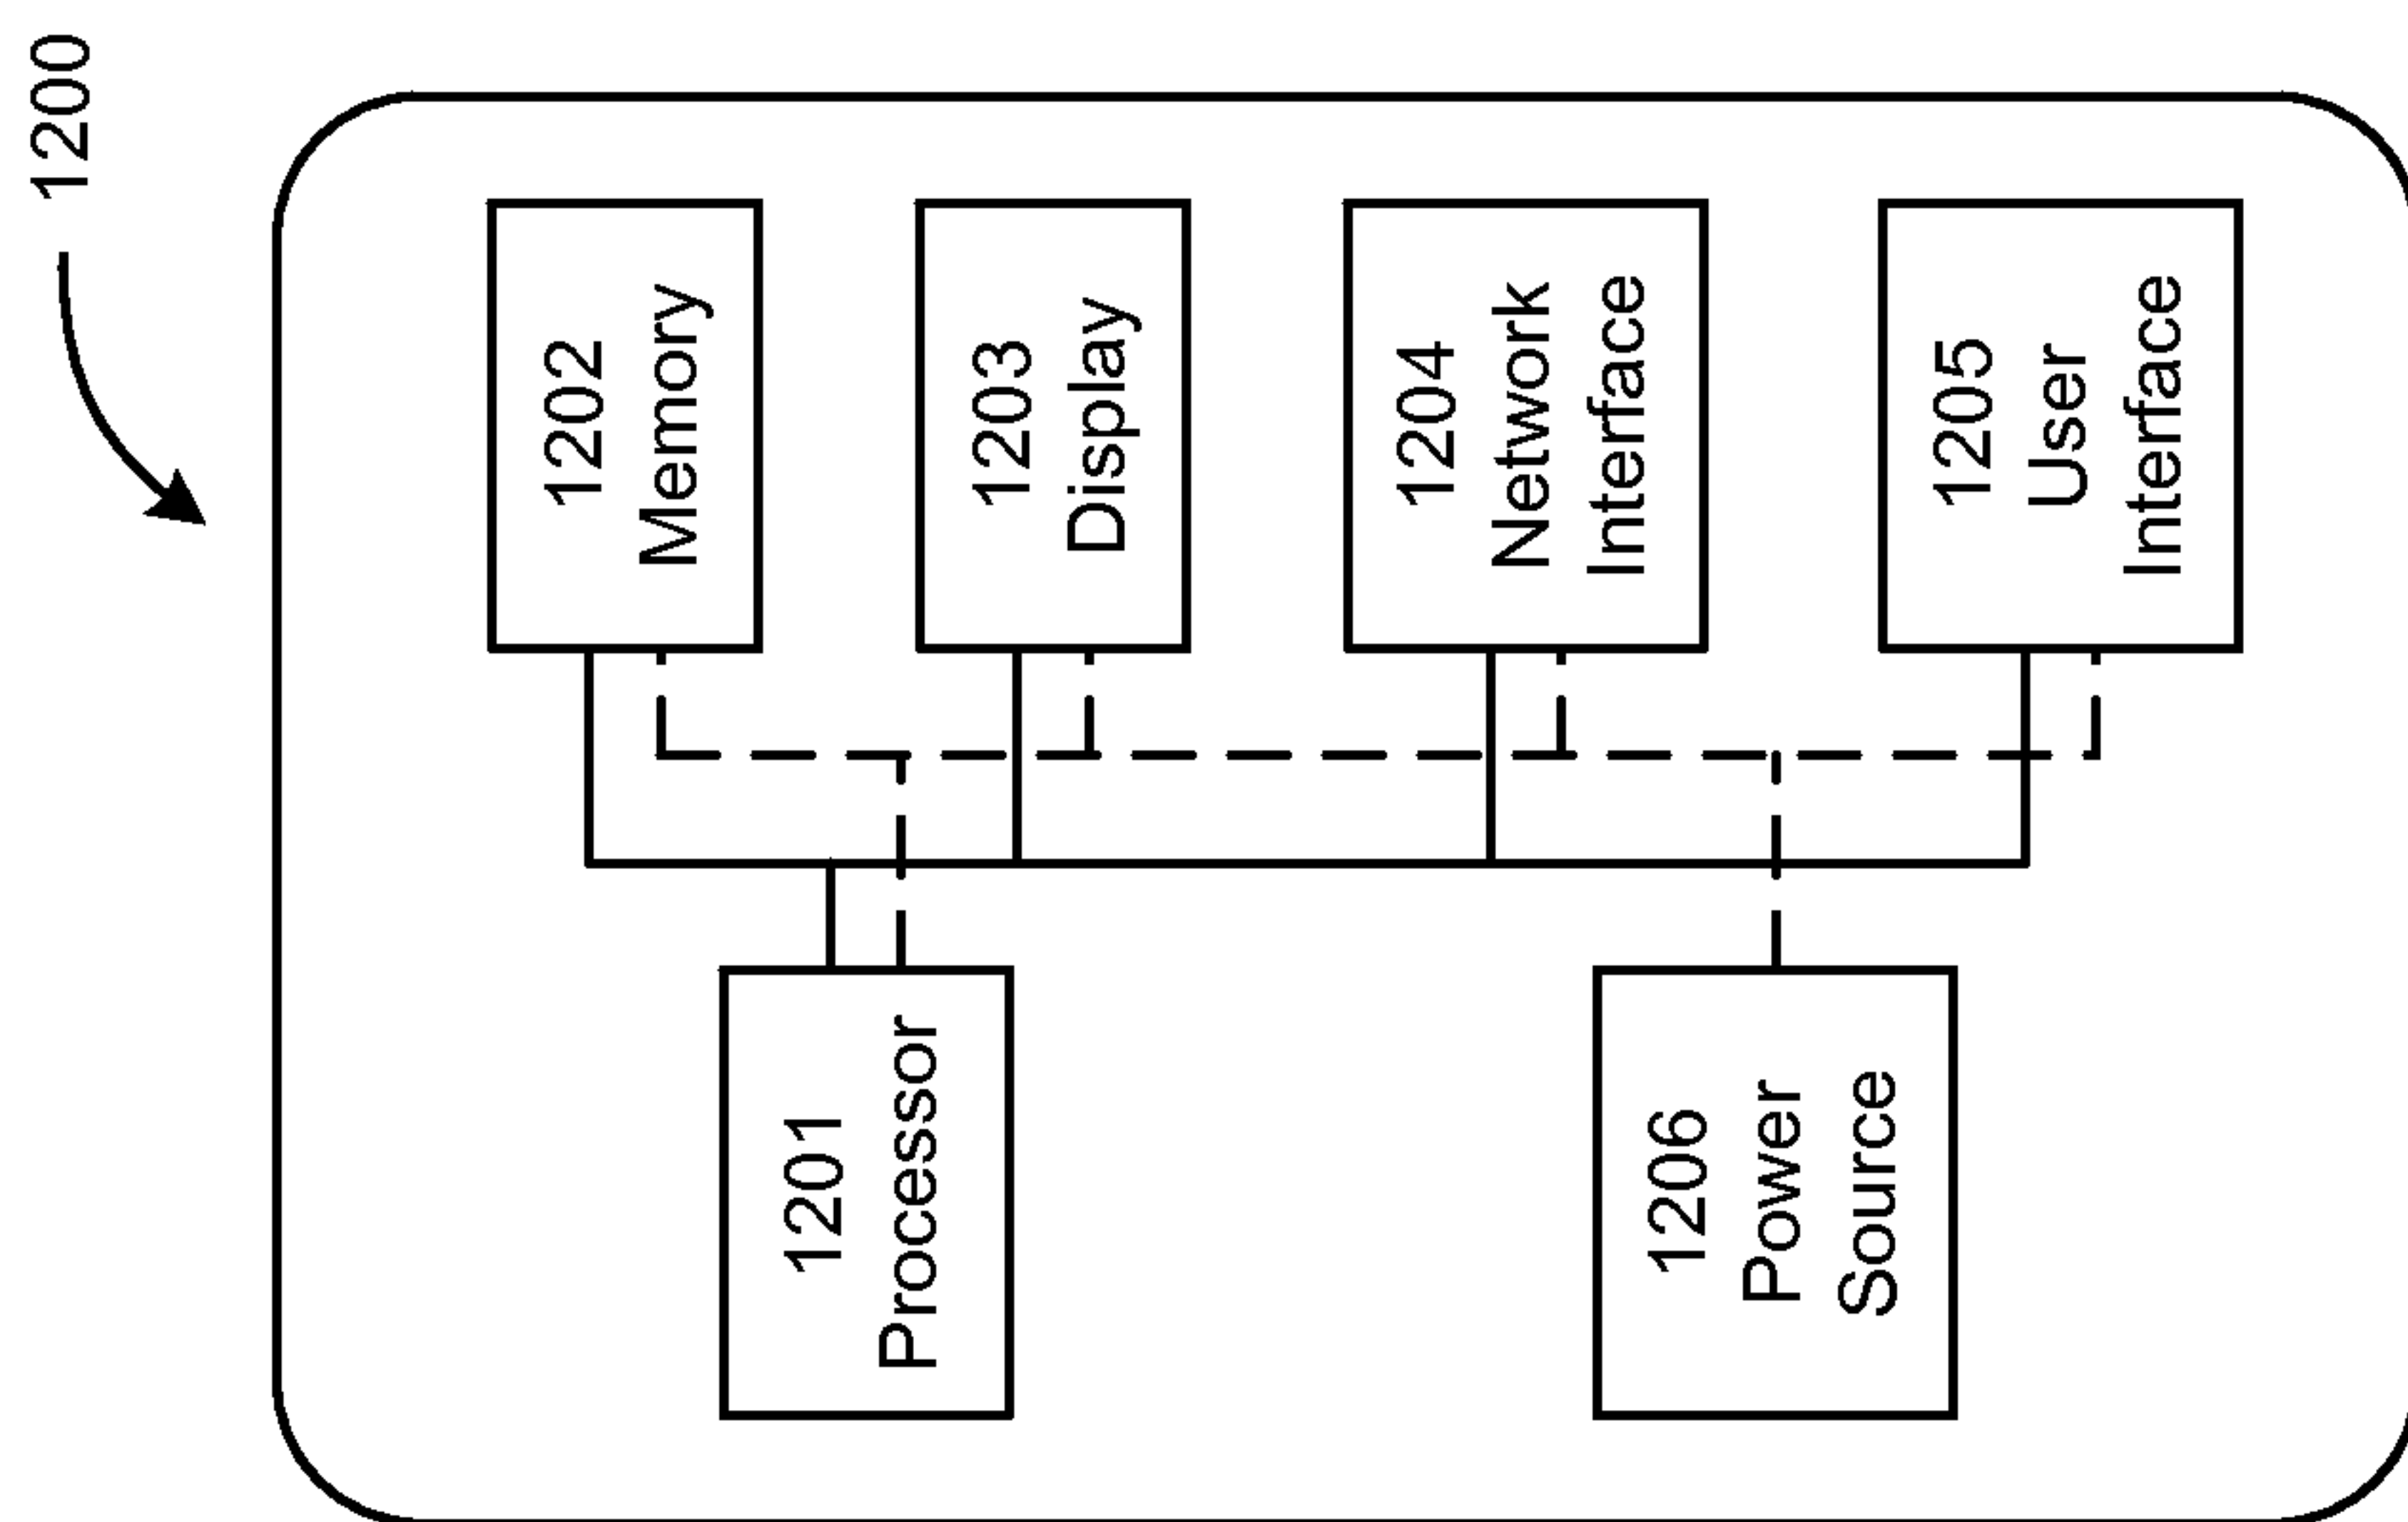 1200
1201
Processor
1206
Power
Source
1202
Memory
1203
Display
1204
Network
Interface
1205
User
Interface